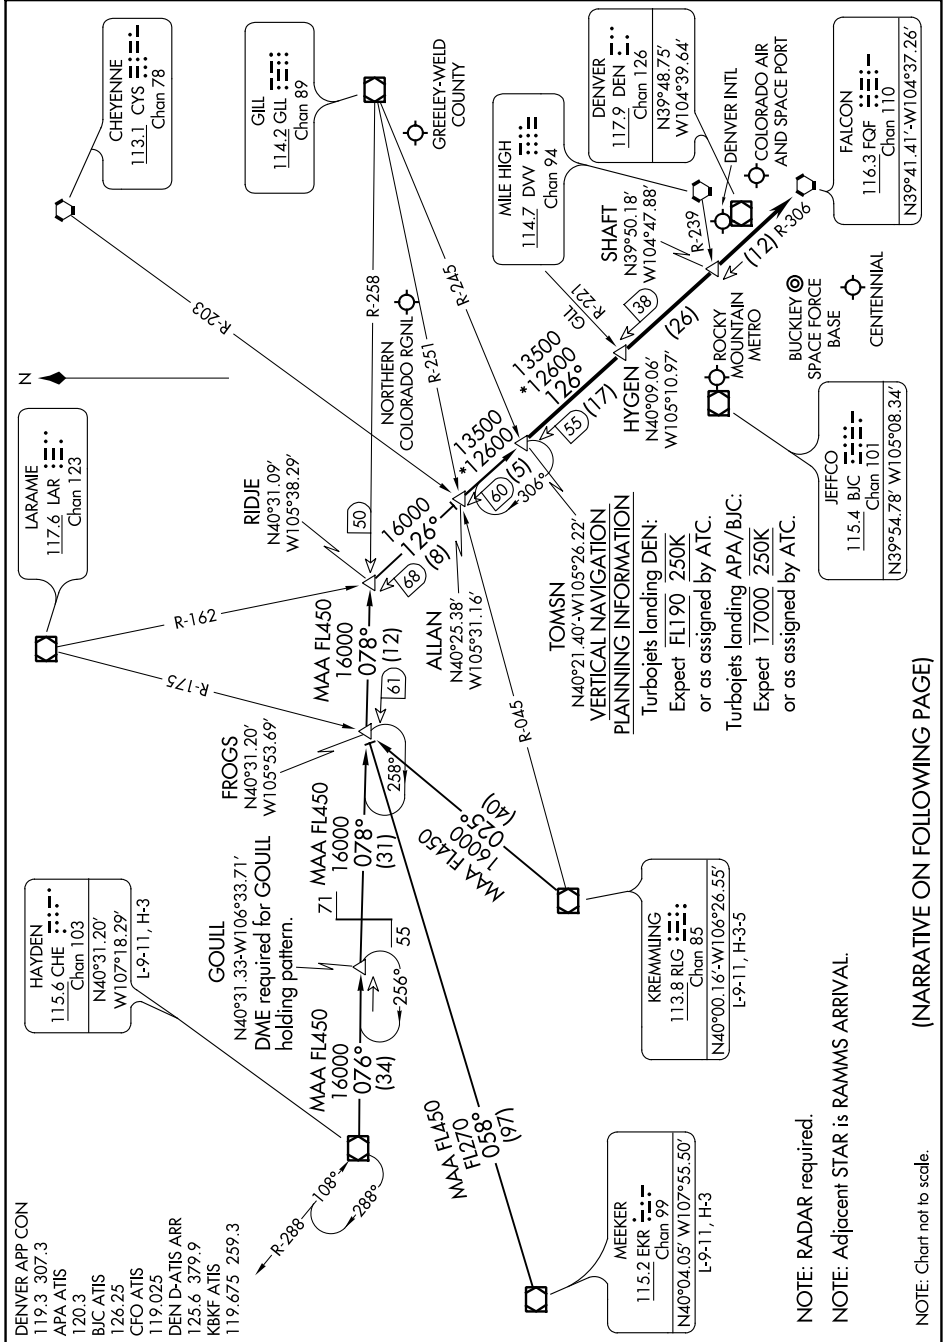 DENVER APP CON
119.3 307.3
APA ATIS
120.3
BJC ATIS
126.25
CFO ATIS
119.025
DEN D-ATIS ARR
125.6 379.9
KBKF ATIS
119.675 259.3
HAYDEN
115.6 CHE
Chan 103
N40°31.20'
W107°18.29'
L-9-11, H-3
R-288
108°
288°
MAA FL450
16000
076°
(34)
GOULL
N40°31.33-W106°33.71'
DME required for GOULL
holding pattern.
256°
71
55
MAA FL450
16000
078°
(31)
FROGS
N40°31.20'
W105°53.69'
258°
61
MAA FL450
16000
078°
(12)
LARAMIE
117.6 LAR
Chan 123
R-175
R-162
RIDJE
N40°31.09'
W105°38.29'
50
68
16000
126°
(8)
N
CHEYENNE
113.1 CYS
Chan 78
R-203
GILL
114.2 GLL
Chan 89
R-258
R-251
R-245
GREELEY-WELD
COUNTY
NORTHERN
COLORADO RGNL
ALLAN
N40°25.38'
W105°31.16'
13500
*12600
60
(5)
306°
TOMSN
N40°21.40'-W105°26.22'
13500
*12600
126°
55
(17)
GLL
R-221
HYGEN
N40°09.06'
W105°10.97'
38
(26)
MILE HIGH
114.7 DVV
Chan 94
SHAFT
N39°50.18'
W104°47.88'
R-239
(12)
R-306
DENVER
117.9 DEN
Chan 126
N39°48.75'
W104°39.64'
DENVER INTL
COLORADO AIR
AND SPACE PORT
FALCON
116.3 FQF
Chan 110
N39°41.41'-W104°37.26'
ROCKY
MOUNTAIN
METRO
BUCKLEY
SPACE FORCE
BASE
CENTENNIAL
JEFFCO
115.4 BJC
Chan 101
N39°54.78' W105°08.34'
VERTICAL NAVIGATION
PLANNING INFORMATION
Turbojets landing DEN:
Expect FL190 250K
or as assigned by ATC.
Turbojets landing APA/BJC:
Expect 17000 250K
or as assigned by ATC.
R-045
MAA FL450
16000
025°
(40)
KREMMLING
113.8 RLG
Chan 85
N40°00.16'-W106°26.55'
L-9-11, H-3-5
MAA FL450
FL270
058°
(97)
MEEKER
115.2 EKR
Chan 99
N40°04.05' W107°55.50'
L-9-11, H-3
NOTE: RADAR required.
NOTE: Adjacent STAR is RAMMS ARRIVAL.
NOTE: Chart not to scale.
(NARRATIVE ON FOLLOWING PAGE)